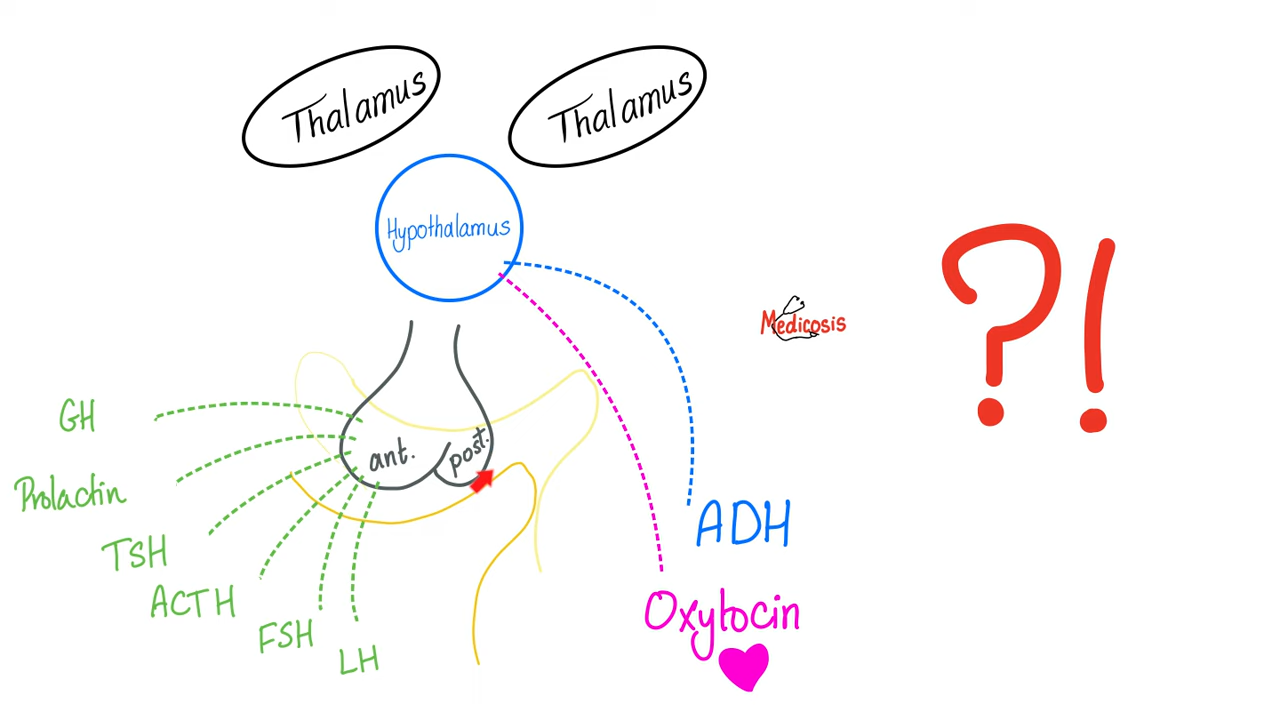 Thalamus
Thalamus
Hypothalamus
Medicosis
?!
GH
ant.
post.
Prolactin
TSH
ADH
ACTH
Oxytocin
FSH
LH